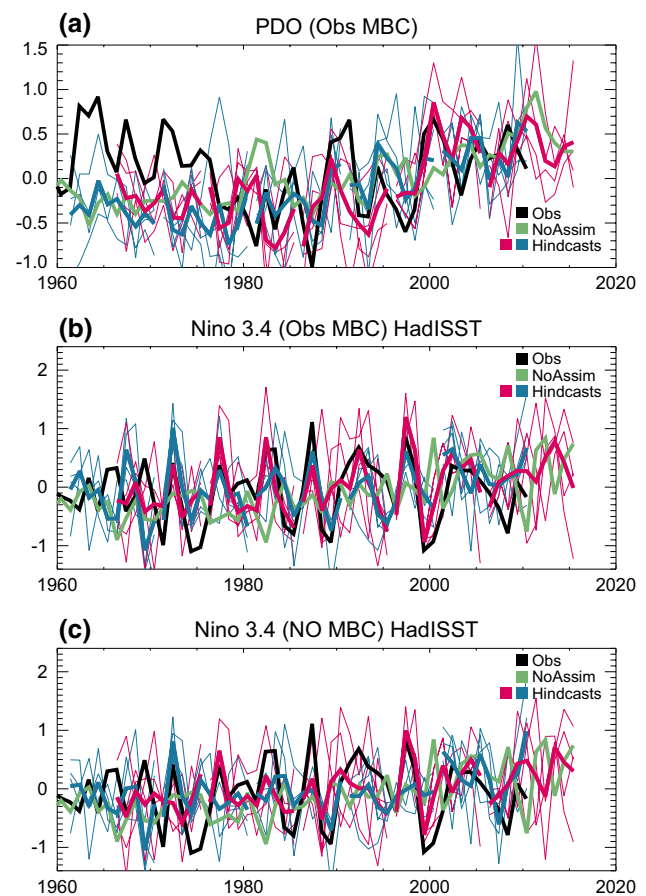 (a) PDO (Obs MBC)
1.5
1.0
0.5
0.0
-0.5
-1.0
Obs
NoAssim
Hindcasts
1960 1980 2000 2020
(b) Nino 3.4 (Obs MBC) HadISST
2
1
0
-1
Obs
NoAssim
Hindcasts
1960 1980 2000 2020
(c) Nino 3.4 (NO MBC) HadISST
2
1
0
-1
Obs
NoAssim
Hindcasts
1960 1980 2000 2020